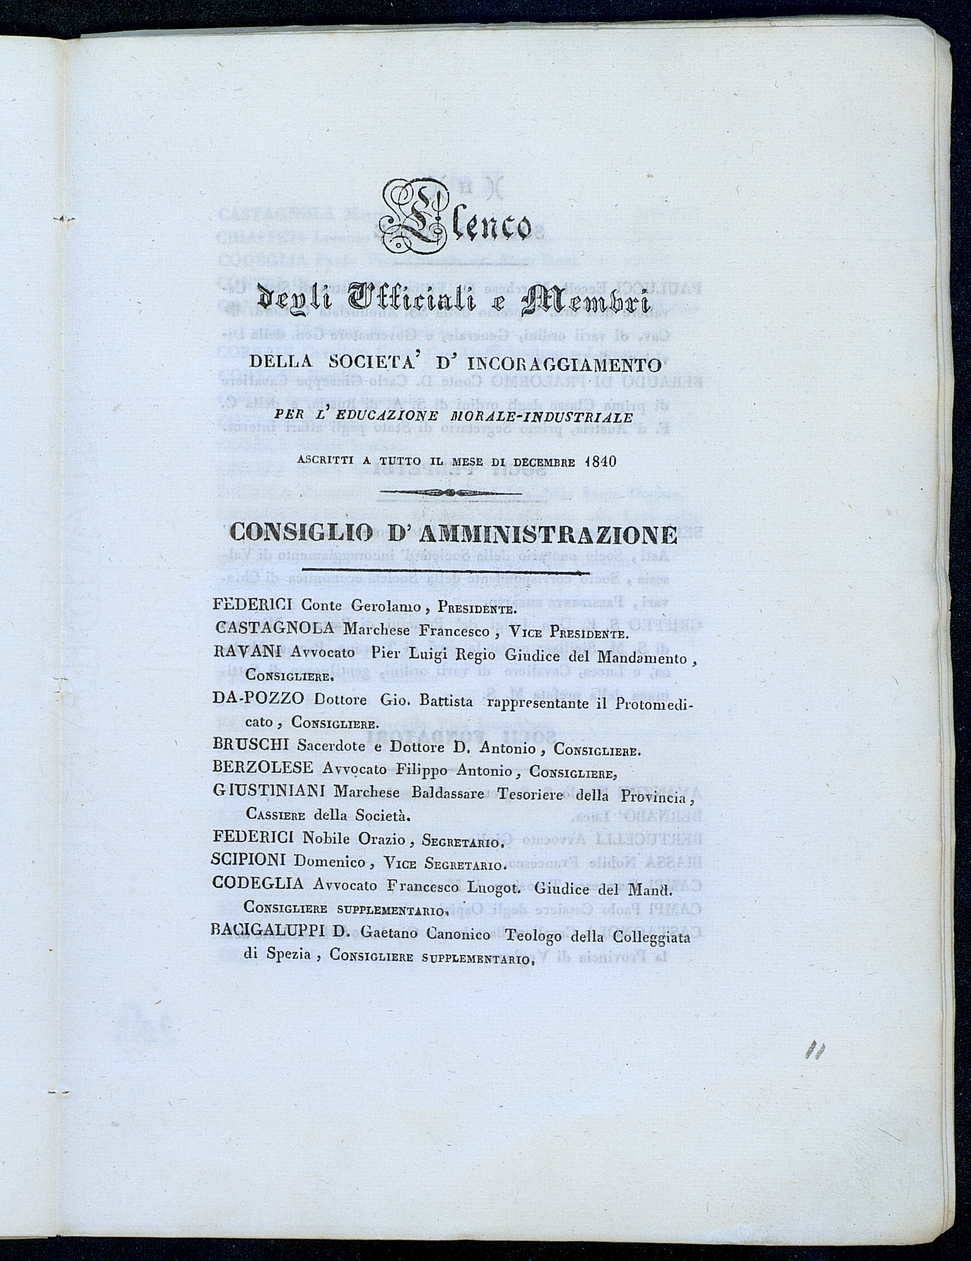 Elenco
degli Ufficiali e Membri
DELLA SOCIETA' D' INCORAGGIAMENTO
PER L' EDUCAZIONE MORALE-INDUSTRIALE
ASCRITTI A TUTTO IL MESE DI DECEMBRE 1840
CONSIGLIO D' AMMINISTRAZIONE
FEDERICI Conte Gerolamo, PRESIDENTE.
CASTAGNOLA Marchese Francesco, VICE PRESIDENTE.
RAVANI Avvocato Pier Luigi Regio Giudice del Mandamento,
CONSIGLIERE.
DA-POZZO Dottore Gio. Battista rappresentante il Protomedi-
cato, CONSIGLIERE.
BRUSCHI Sacerdote e Dottore D. Antonio, CONSIGLIERE.
BERZOLESE Avvocato Filippo Antonio, CONSIGLIERE,
GIUSTINIANI Marchese Baldassare Tesoriere della Provincia,
CASSIERE della Società.
FEDERICI Nobile Orazio, SEGRETARIO.
SCIPIONI Domenico, VICE SEGRETARIO.
CODEGLIA Avvocato Francesco Luogot. Giudice del Mand.
CONSIGLIERE SUPPLEMENTARIO.
BACIGALUPPI D. Gaetano Canonico Teologo della Colleggiata
di Spezia, CONSIGLIERE SUPPLEMENTARIO.
11